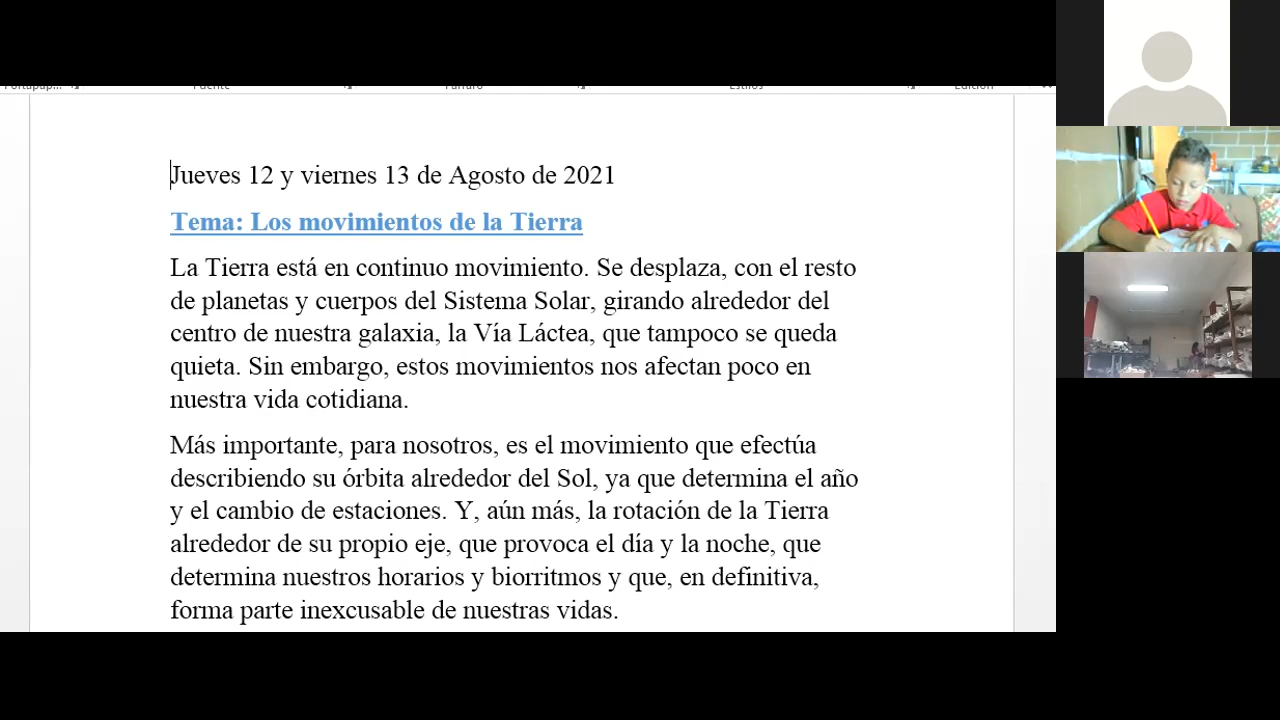 Fuente
Párrafo
Estilos
Edición
Jueves 12 y viernes 13 de Agosto de 2021
Tema: Los movimientos de la Tierra
La Tierra está en continuo movimiento. Se desplaza, con el resto
de planetas y cuerpos del Sistema Solar, girando alrededor del
centro de nuestra galaxia, la Vía Láctea, que tampoco se queda
quieta. Sin embargo, estos movimientos nos afectan poco en
nuestra vida cotidiana.
Más importante, para nosotros, es el movimiento que efectúa
describiendo su órbita alrededor del Sol, ya que determina el año
y el cambio de estaciones. Y, aún más, la rotación de la Tierra
alrededor de su propio eje, que provoca el día y la noche, que
determina nuestros horarios y biorritmos y que, en definitiva,
forma parte inexcusable de nuestras vidas.